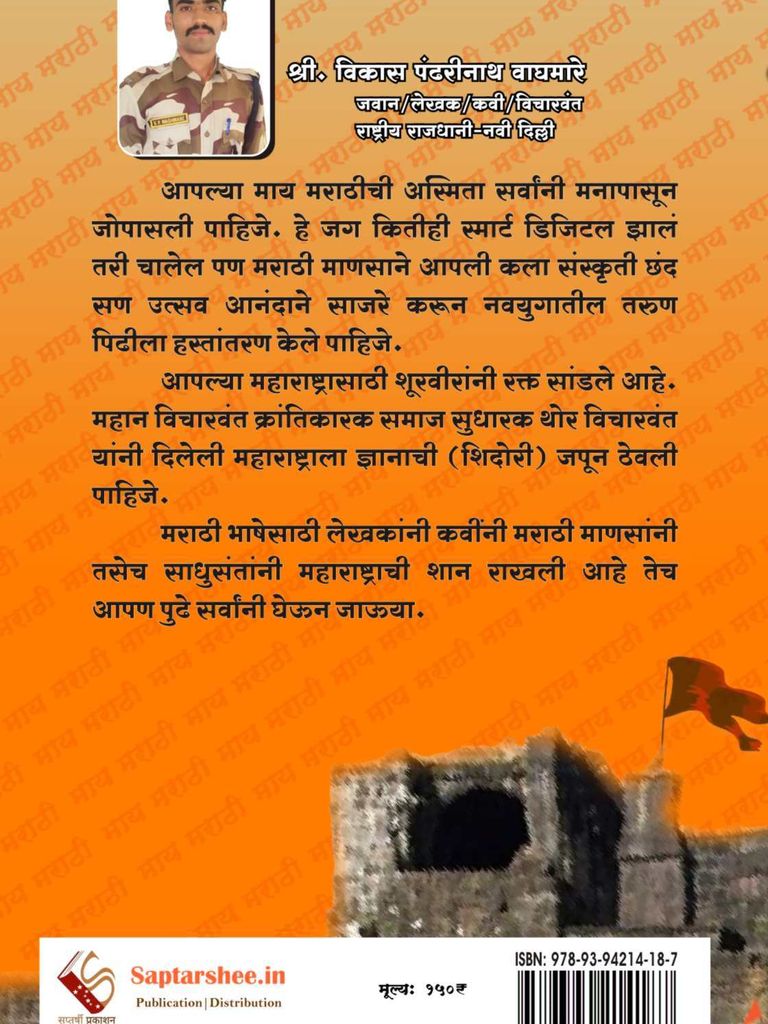 श्री. विकास पंढरीनाथ वाघमारे
जवान/लेखक/कवी/विचारवंत
राष्ट्रीय राजधानी-नवी दिल्ली
आपल्या माय मराठीची अस्मिता सर्वांनी मनापासून
जोपासली पाहिजे. हे जग कितीही स्मार्ट डिजिटल झालं
तरी चालेल पण मराठी माणसाने आपली कला संस्कृती छंद
सण उत्सव आनंदाने साजरे करून नवयुगातील तरुण
पिढीला हस्तांतरण केले पाहिजे.
आपल्या महाराष्ट्रासाठी शूरवीरांनी रक्त सांडले आहे.
महान विचारवंत क्रांतिकारक समाज सुधारक थोर विचारवंत
यांनी दिलेली महाराष्ट्राला ज्ञानाची (शिदोरी) जपून ठेवली
पाहिजे.
मराठी भाषेसाठी लेखकांनी कवींनी मराठी माणसांनी
तसेच साधुसंतांनी महाराष्ट्राची शान राखली आहे तेच
आपण पुढे सर्वांनी घेऊन जाऊया.
Saptarshee.in
Publication|Distribution
सप्तर्षी प्रकाशन
मूल्य: १५०₹
ISBN: 978-93-94214-18-7